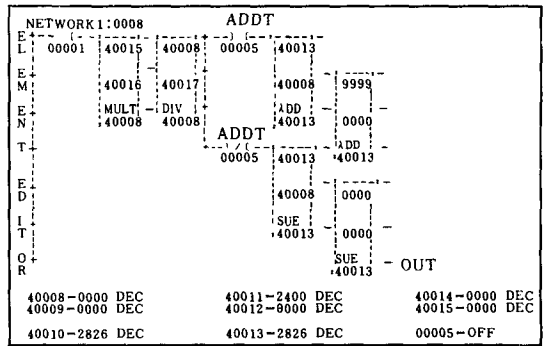 NETWORK1:0008 ADDT
ELEMENT EDITOR
00001 40015 40008 00005 40013
40016 40017 40008 9999
MULT DIV ADD 0000
40008 40008 40013
ADDT ADD
00005 40013 40013
40008 0000
SUE
40013 0000
SUE
40013 OUT
40008-0000 DEC 40011-2400 DEC 40014-0000 DEC
40009-0000 DEC 40012-0000 DEC 40015-0000 DEC
40010-2826 DEC 40013-2826 DEC 00005-OFF